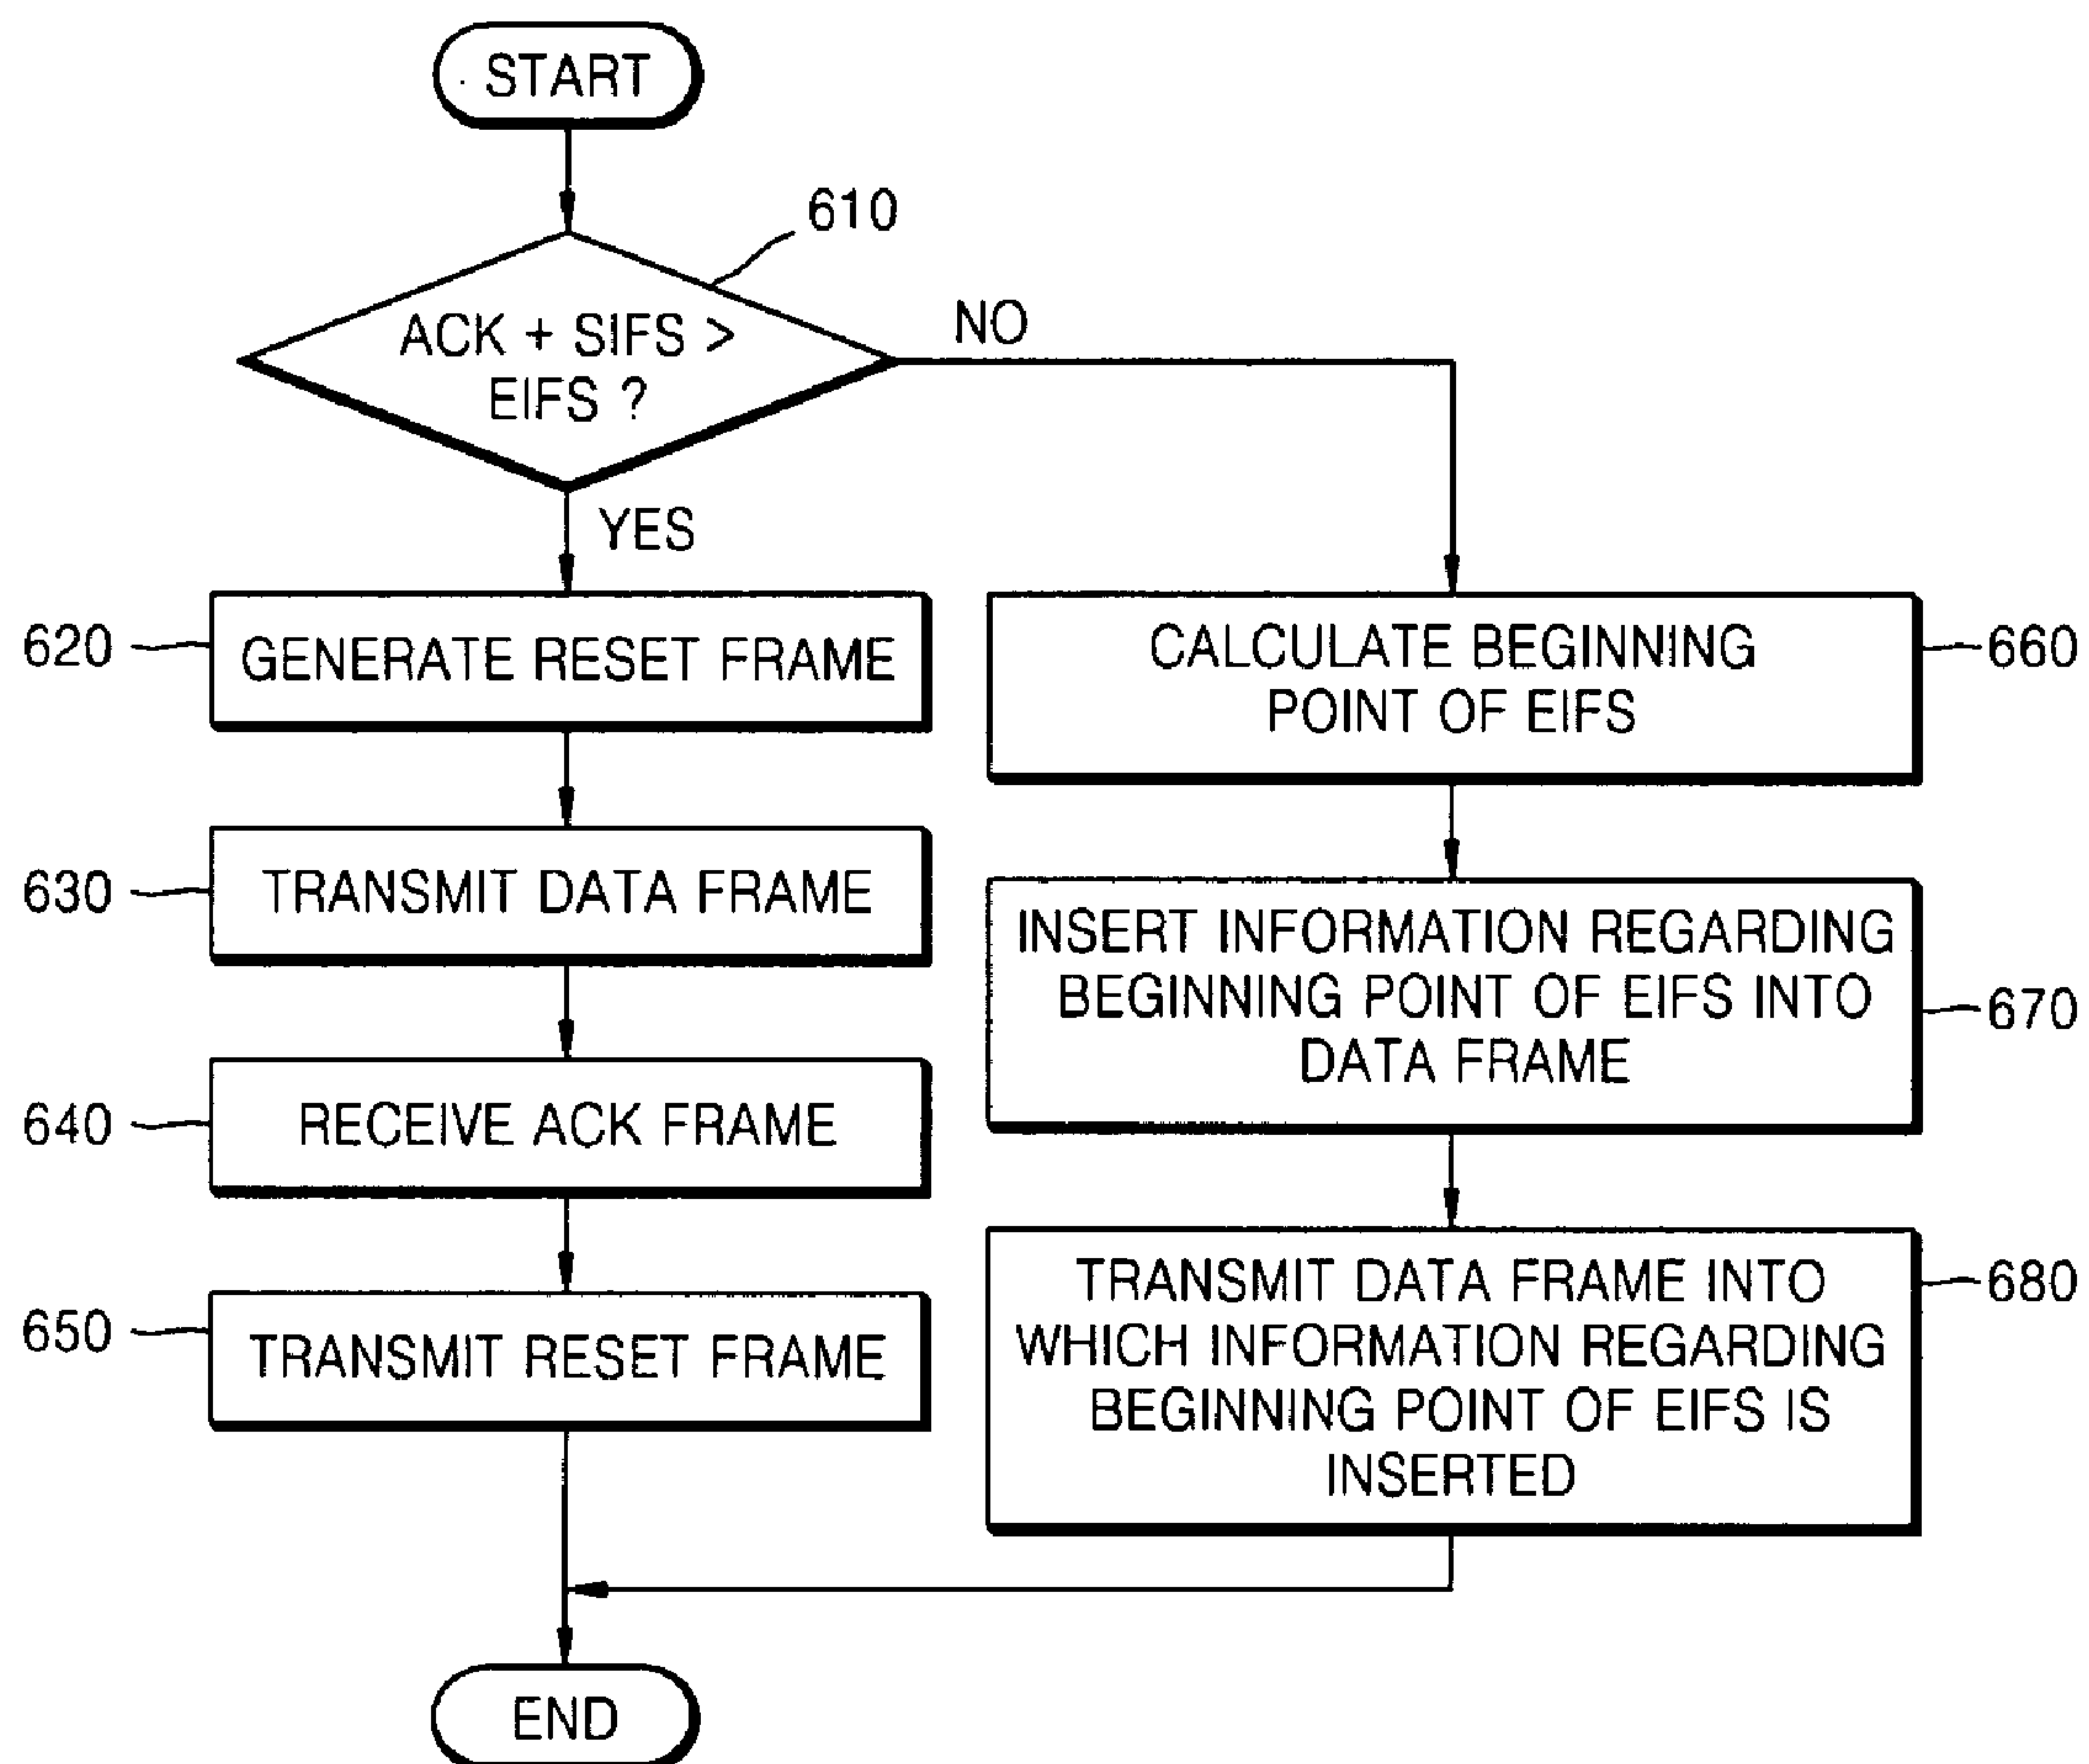 START
610
ACK + SIFS >
EIFS ?
NO
YES
620
GENERATE RESET FRAME
630
TRANSMIT DATA FRAME
640
RECEIVE ACK FRAME
650
TRANSMIT RESET FRAME
CALCULATE BEGINNING
POINT OF EIFS
660
INSERT INFORMATION REGARDING
BEGINNING POINT OF EIFS INTO
DATA FRAME
670
TRANSMIT DATA FRAME INTO
WHICH INFORMATION REGARDING
BEGINNING POINT OF EIFS IS
INSERTED
680
END